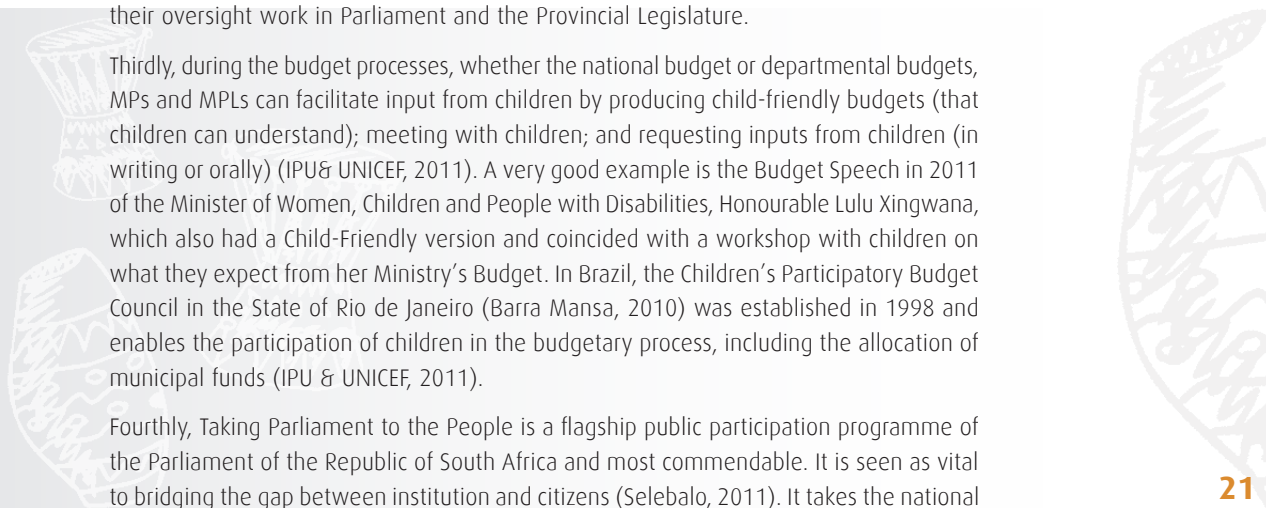 their oversight work in Parliament and the Provincial Legislature.
Thirdly, during the budget processes, whether the national budget or departmental budgets,
MPs and MPLs can facilitate input from children by producing child-friendly budgets (that
children can understand); meeting with children; and requesting inputs from children (in
writing or orally) (IPU& UNICEF, 2011). A very good example is the Budget Speech in 2011
of the Minister of Women, Children and People with Disabilities, Honourable Lulu Xingwana,
which also had a Child-Friendly version and coincided with a workshop with children on
what they expect from her Ministry's Budget. In Brazil, the Children's Participatory Budget
Council in the State of Rio de Janeiro (Barra Mansa, 2010) was established in 1998 and
enables the participation of children in the budgetary process, including the allocation of
municipal funds (IPU & UNICEF, 2011).
Fourthly, Taking Parliament to the People is a flagship public participation programme of
the Parliament of the Republic of South Africa and most commendable. It is seen as vital
to bridging the gap between institution and citizens (Selebalo, 2011). It takes the national
21